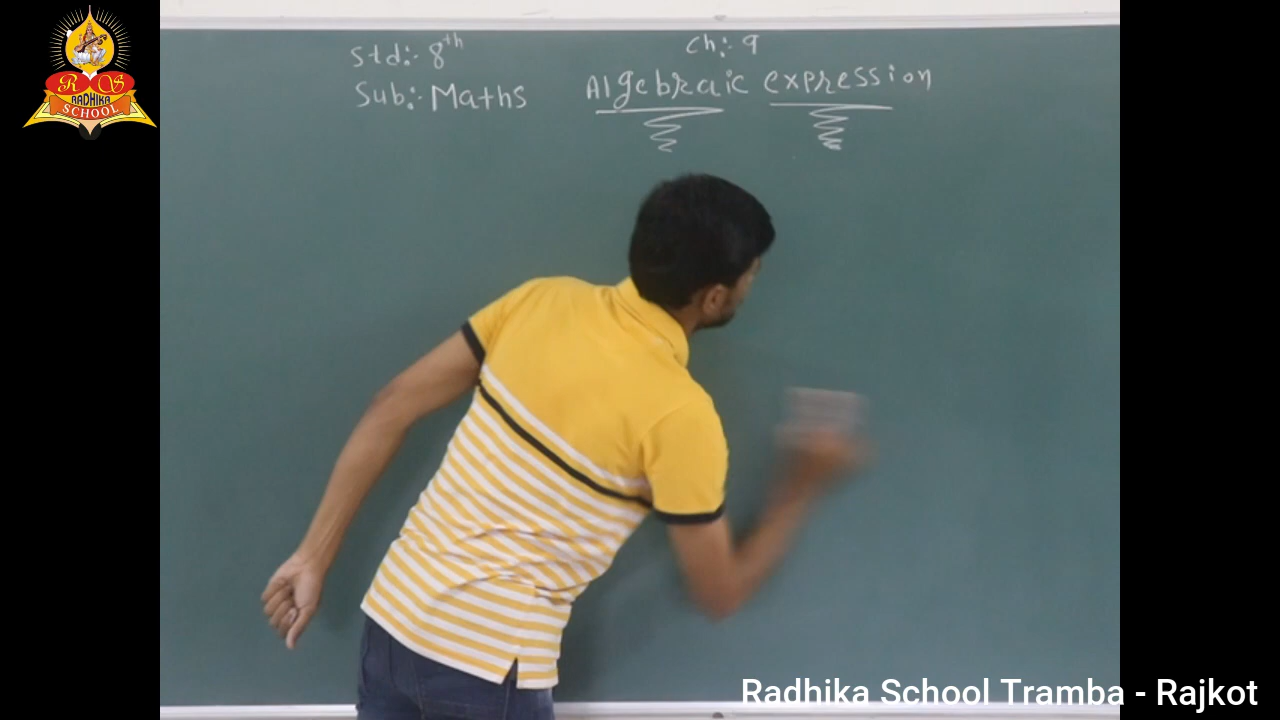 R S
RADHIKA
SCHOOL
Std:- 8th
Sub:- Maths
Ch:- 9
Algebraic expression
Radhika School Tramba - Rajkot